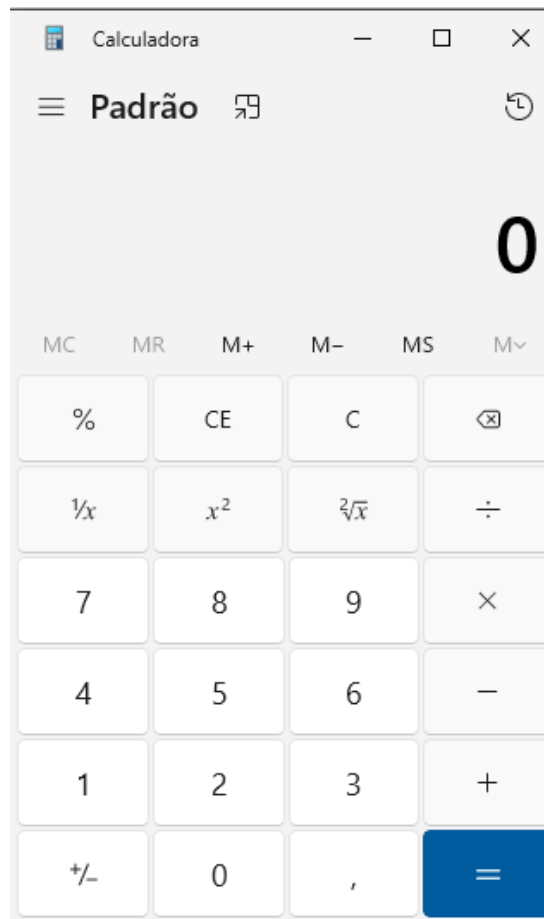 Calculadora
Padrão
0
MC MR M+ M− MS M
% CE C
¹/x x² ²√x ÷
7 8 9 ×
4 5 6 −
1 2 3 +
+/− 0 , =